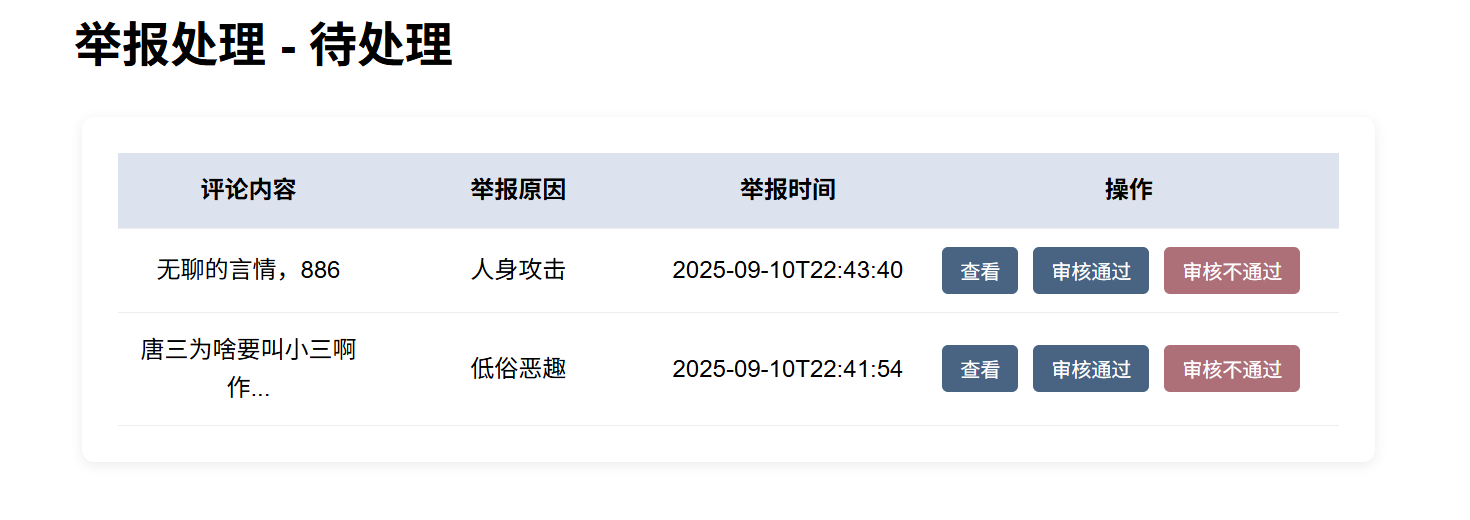 举报处理 - 待处理
评论内容 举报原因 举报时间 操作
无聊的言情，886 人身攻击 2025-09-10T22:43:40 查看 审核通过 审核不通过
唐三为啥要叫小三啊
作... 低俗恶趣 2025-09-10T22:41:54 查看 审核通过 审核不通过